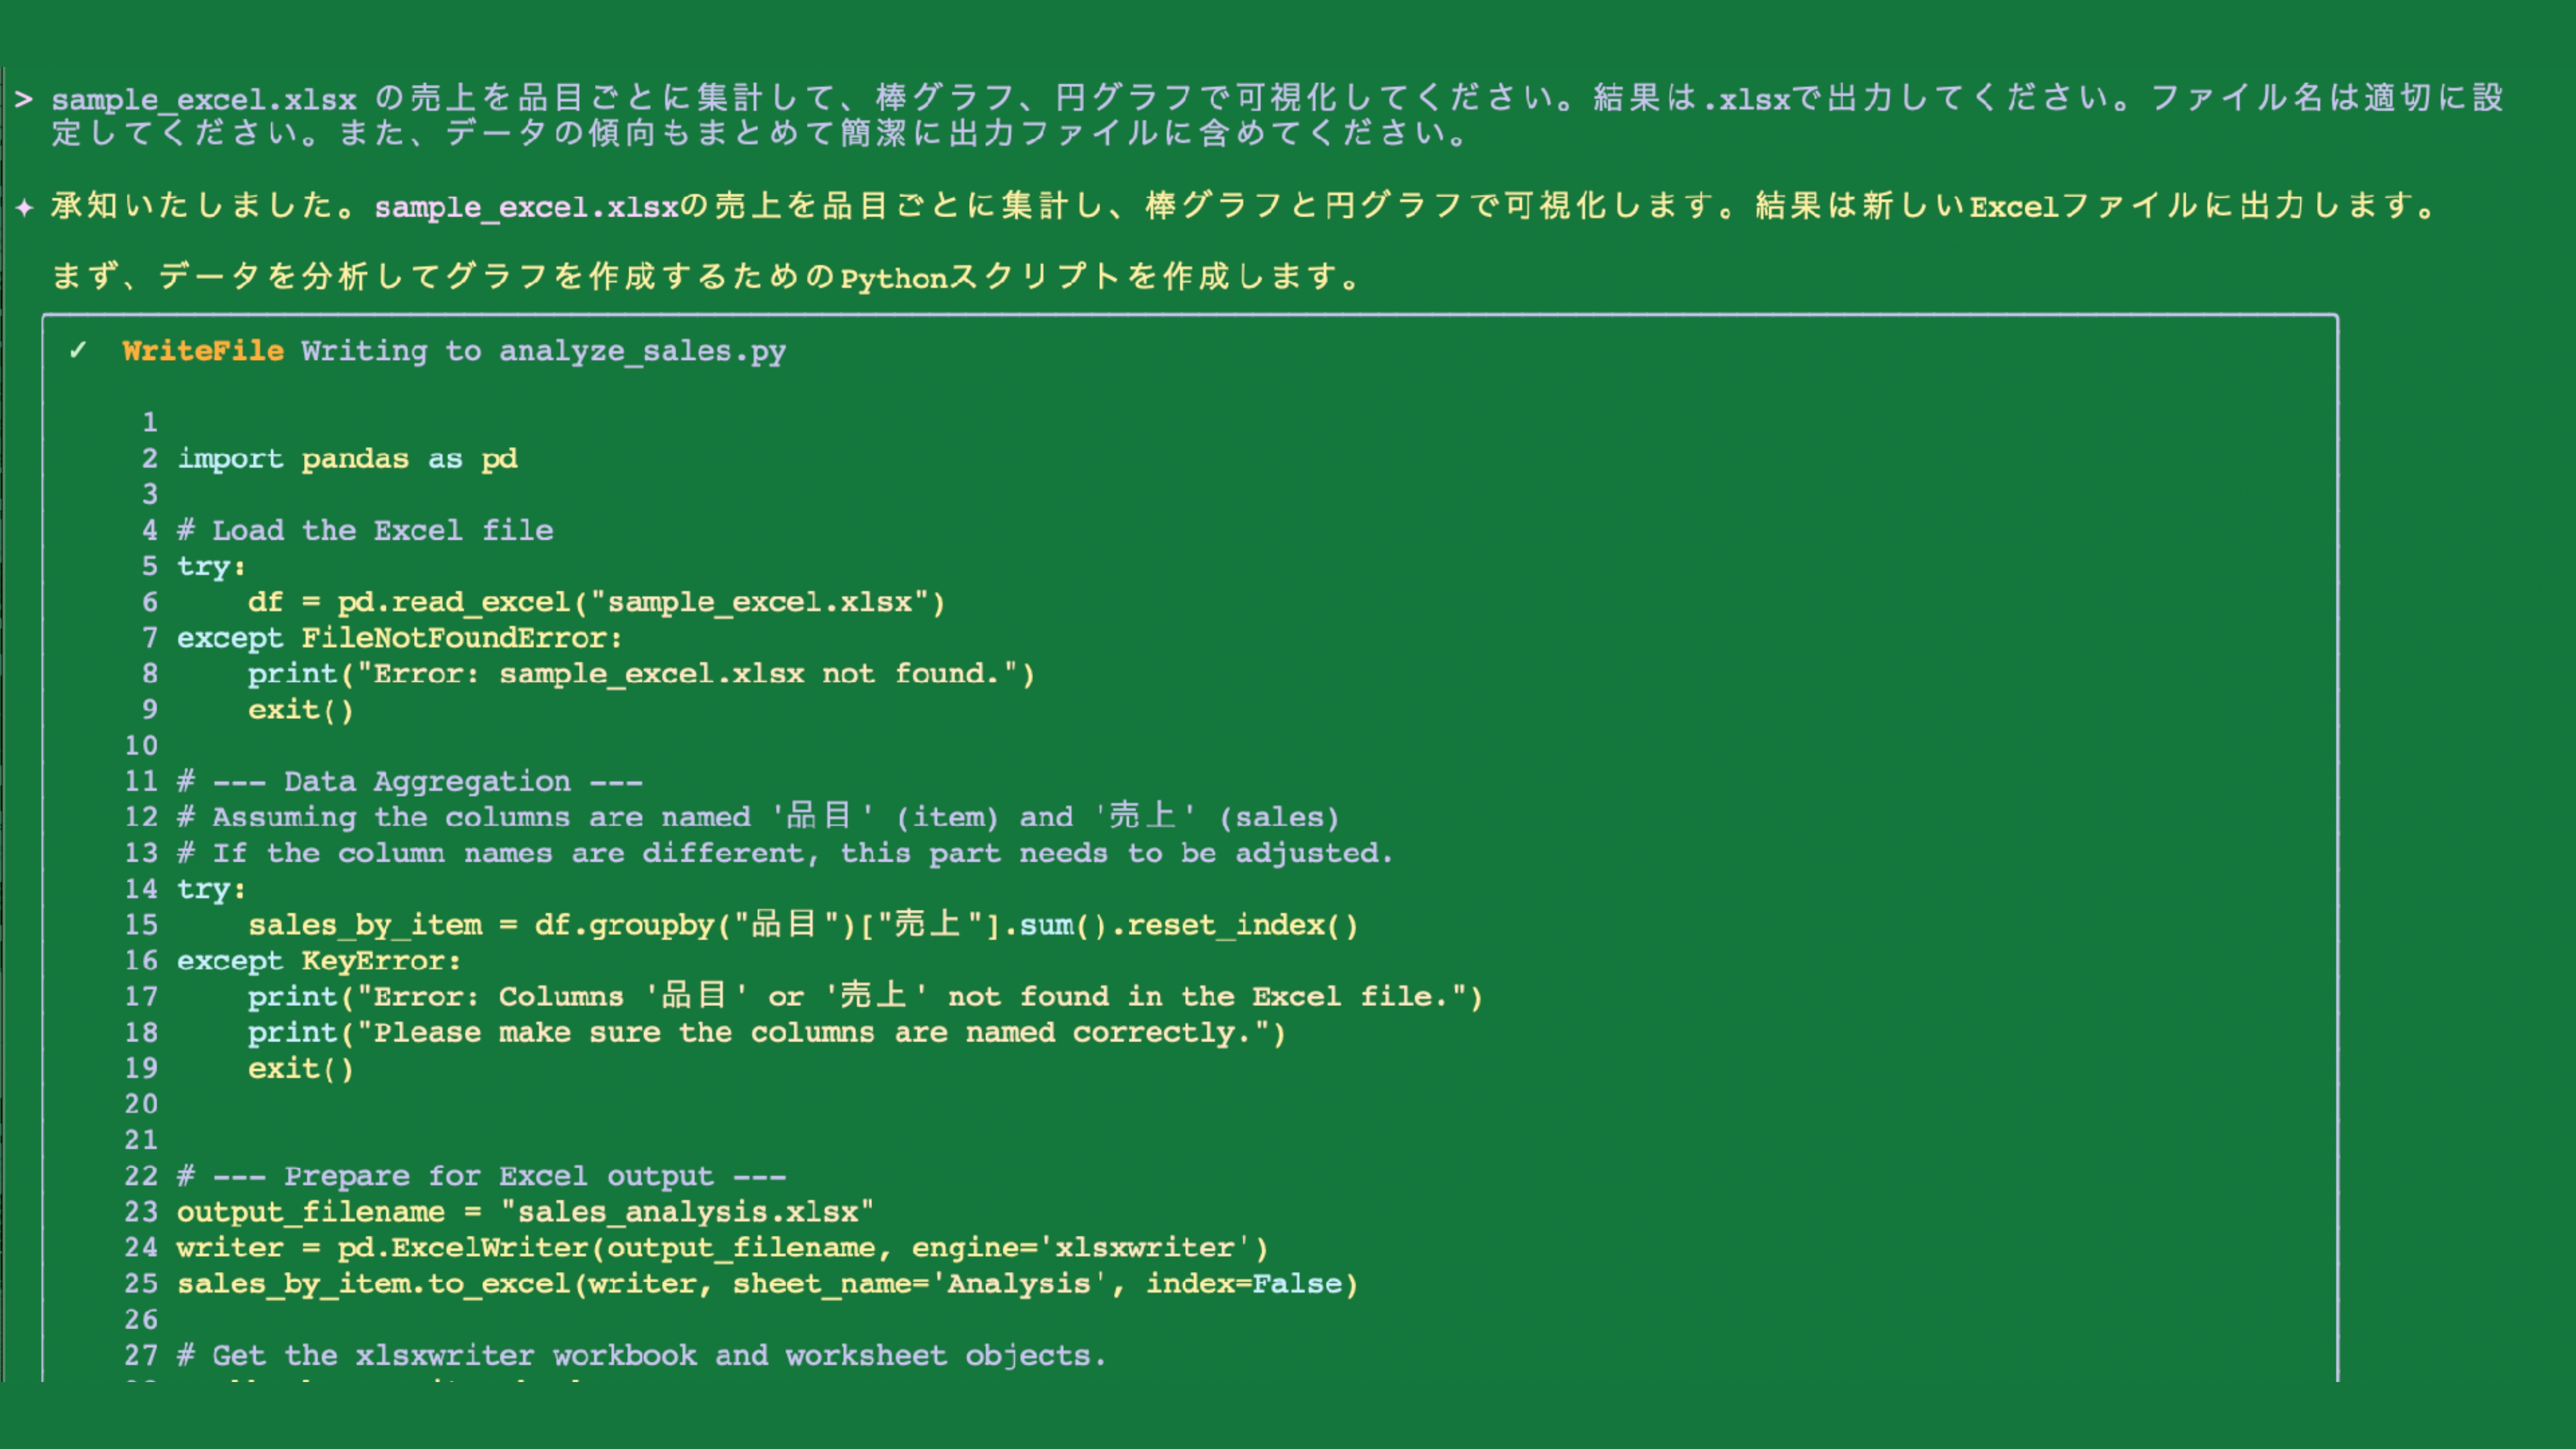 > sample_excel.xlsx の売上を品目ごとに集計して、棒グラフ、円グラフで可視化してください。結果は.xlsxで出力してください。ファイル名は適切に設
定してください。また、データの傾向もまとめて簡潔に出力ファイルに含めてください。
✦ 承知いたしました。sample_excel.xlsxの売上を品目ごとに集計し、棒グラフと円グラフで可視化します。結果は新しいExcelファイルに出力します。
まず、データを分析してグラフを作成するためのPythonスクリプトを作成します。
✓ WriteFile Writing to analyze_sales.py
1
2 import pandas as pd
3
4 # Load the Excel file
5 try:
6     df = pd.read_excel("sample_excel.xlsx")
7 except FileNotFoundError:
8     print("Error: sample_excel.xlsx not found.")
9     exit()
10
11 # --- Data Aggregation ---
12 # Assuming the columns are named '品目' (item) and '売上' (sales)
13 # If the column names are different, this part needs to be adjusted.
14 try:
15     sales_by_item = df.groupby("品目")["売上"].sum().reset_index()
16 except KeyError:
17     print("Error: Columns '品目' or '売上' not found in the Excel file.")
18     print("Please make sure the columns are named correctly.")
19     exit()
20
21
22 # --- Prepare for Excel output ---
23 output_filename = "sales_analysis.xlsx"
24 writer = pd.ExcelWriter(output_filename, engine='xlsxwriter')
25 sales_by_item.to_excel(writer, sheet_name='Analysis', index=False)
26
27 # Get the xlsxwriter workbook and worksheet objects.